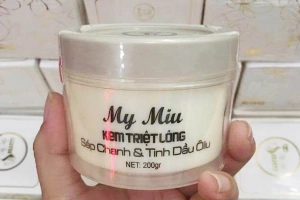 My Miu
KEM TRIỆT LÔNG
Sáp Chanh & Tinh Dầu Ôliu
NET: 200gr